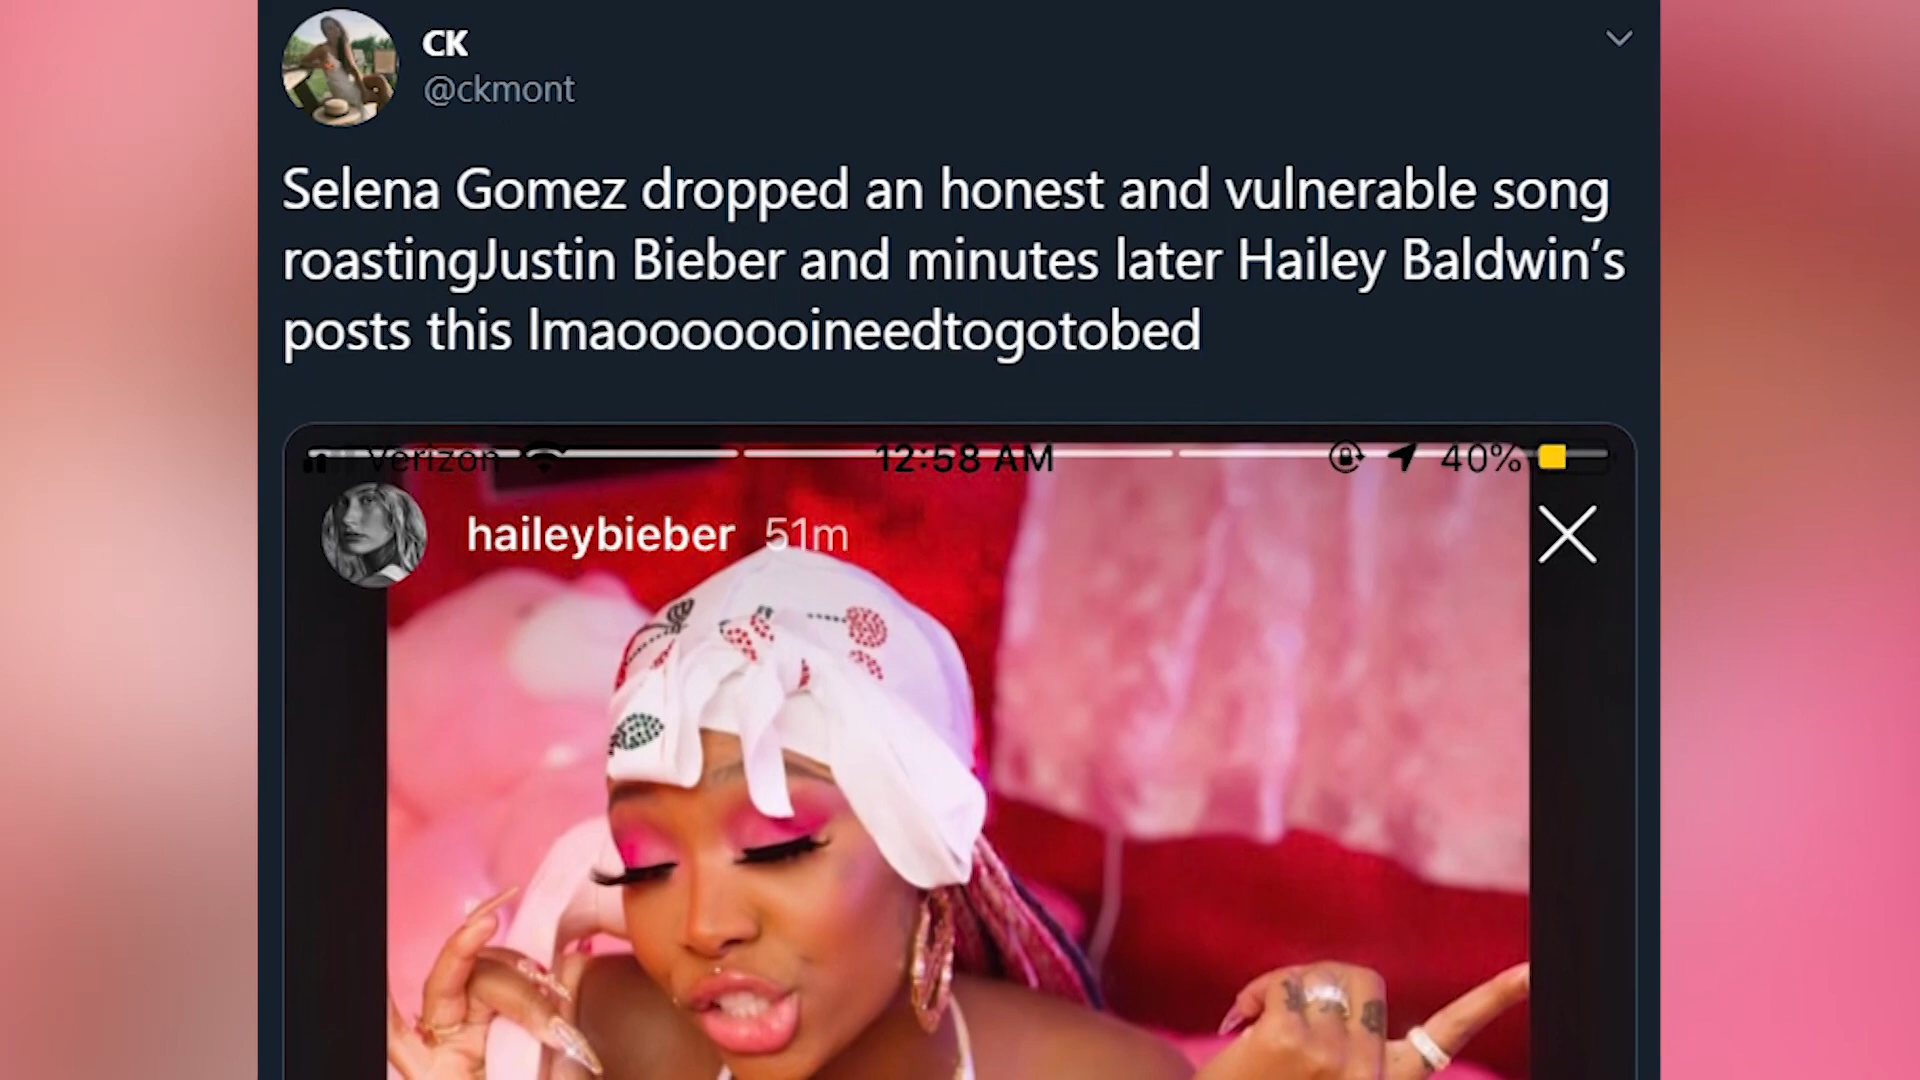 CK
@ckmont
Selena Gomez dropped an honest and vulnerable song
roastingJustin Bieber and minutes later Hailey Baldwin’s
posts this lmaoooooooineedtogotobed
Verizon 12:58 AM 40%
haileybieber 51m